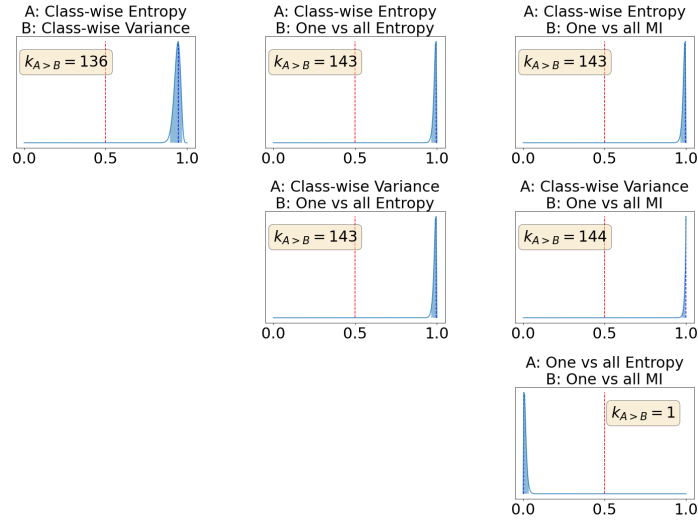 A: Class-wise Entropy
B: Class-wise Variance
k_{A>B} = 136
0.0 0.5 1.0
A: Class-wise Entropy
B: One vs all Entropy
k_{A>B} = 143
0.0 0.5 1.0
A: Class-wise Entropy
B: One vs all MI
k_{A>B} = 143
0.0 0.5 1.0
A: Class-wise Variance
B: One vs all Entropy
k_{A>B} = 143
0.0 0.5 1.0
A: Class-wise Variance
B: One vs all MI
k_{A>B} = 144
0.0 0.5 1.0
A: One vs all Entropy
B: One vs all MI
k_{A>B} = 1
0.0 0.5 1.0